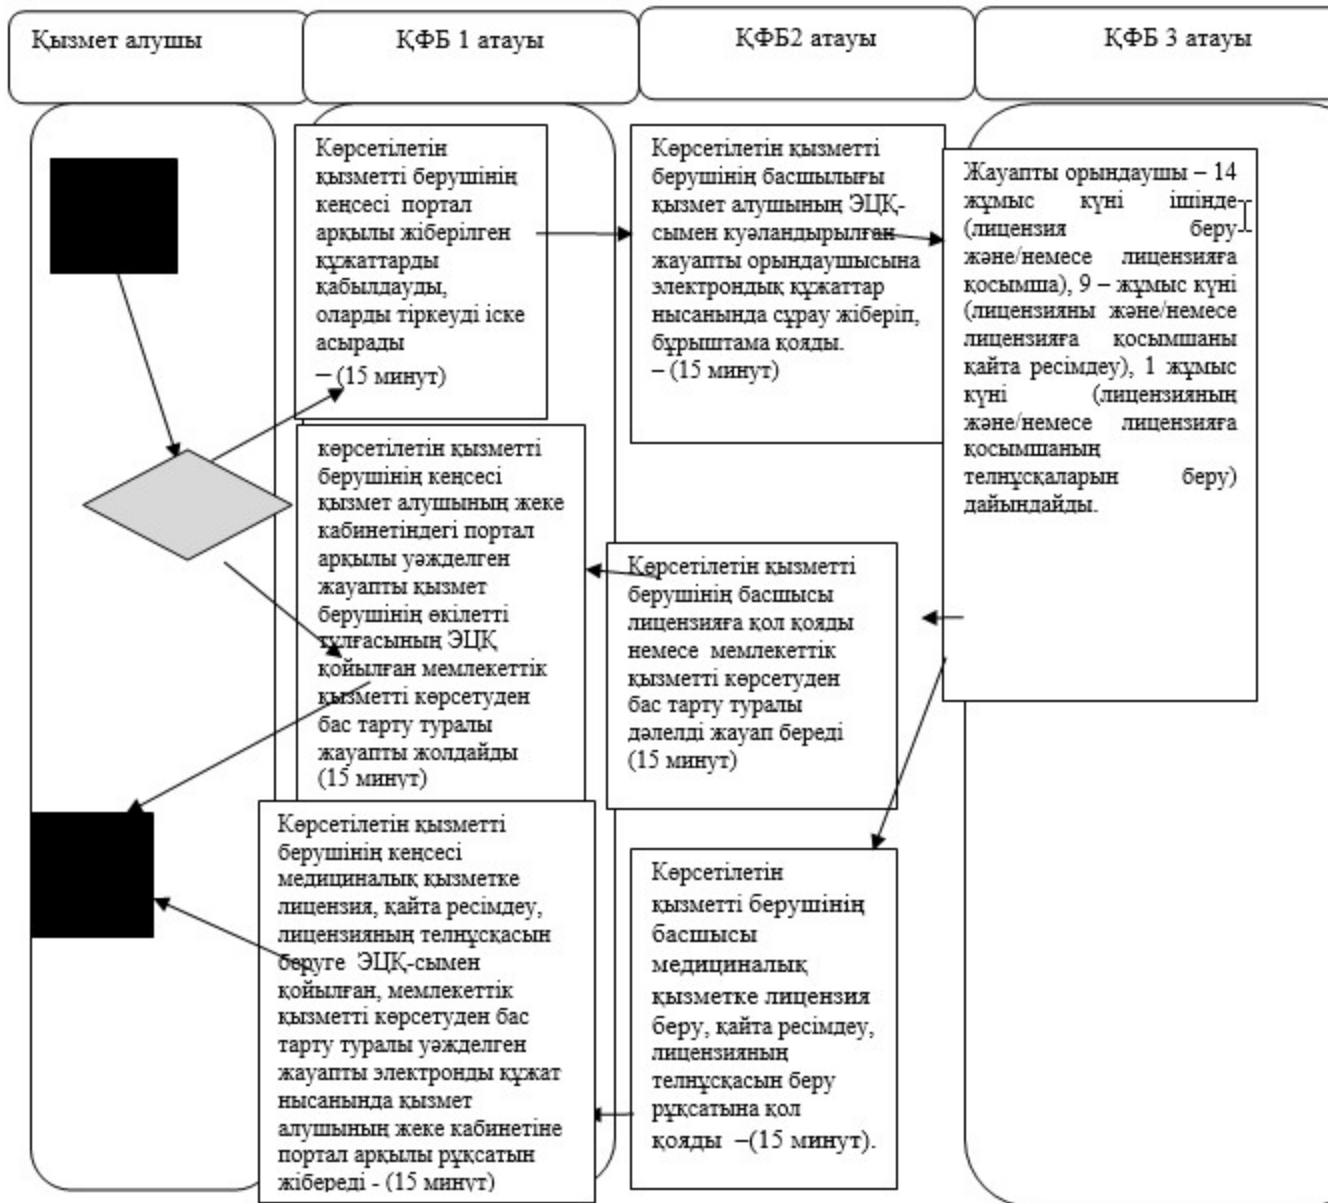 Қызмет алушы
ҚФБ 1 атауы
ҚФБ2 атауы
ҚФБ 3 атауы
Көрсетілетін
қызметті берушінің
кеңсесі портал
арқылы жіберілген
құжаттарды
қабылдауды,
оларды тіркеуді іске
асырады
– (15 минут)
Көрсетілетін қызметті
берушінің басшылығы
қызмет алушының ЭЦҚ-
сымен куәландырылған
жауапты орындаушысына
электрондық құжаттар
нысанында сұрау жіберіп,
бұрыштама қояды.
– (15 минут)
Жауапты орындаушы – 14
жұмыс күні ішінде
(лицензия беру
және/немесе лицензияға
қосымша), 9 – жұмыс күні
(лицензияны және/немесе
лицензияға қосымшаны
қайта ресімдеу), 1 жұмыс
күні (лицензияның
және/немесе лицензияға
қосымшаның
телнұсқаларын беру)
дайындайды.
көрсетілетін қызметті
берушінің кеңсесі
қызмет алушының жеке
кабинетіндегі портал
арқылы уәжделген
жауапты қызмет
берушінің өкілетті
тұлғасының ЭЦҚ
қойылған мемлекеттік
қызметті көрсетуден
бас тарту туралы
жауапты жолдайды
(15 минут)
Көрсетілетін қызметті
берушінің басшысы
лицензияға қол қояды
немесе мемлекеттік
қызметті көрсетуден
бас тарту туралы
дәлелді жауап береді
(15 минут)
Көрсетілетін қызметті
берушінің кеңсесі
медициналық қызметке
лицензия, қайта ресімдеу,
лицензияның телнұсқасын
беруге ЭЦҚ-сымен
қойылған, мемлекеттік
қызметті көрсетуден бас
тарту туралы уәжделген
жауапты электронды құжат
нысанында қызмет
алушының жеке кабинетіне
портал арқылы рұқсатын
жібереді - (15 минут)
Көрсетілетін
қызметті берушінің
басшысы
медициналық
қызметке лицензия
беру, қайта ресімдеу,
лицензияның
телнұсқасын беру
рұқсатына қол
қояды –(15 минут).